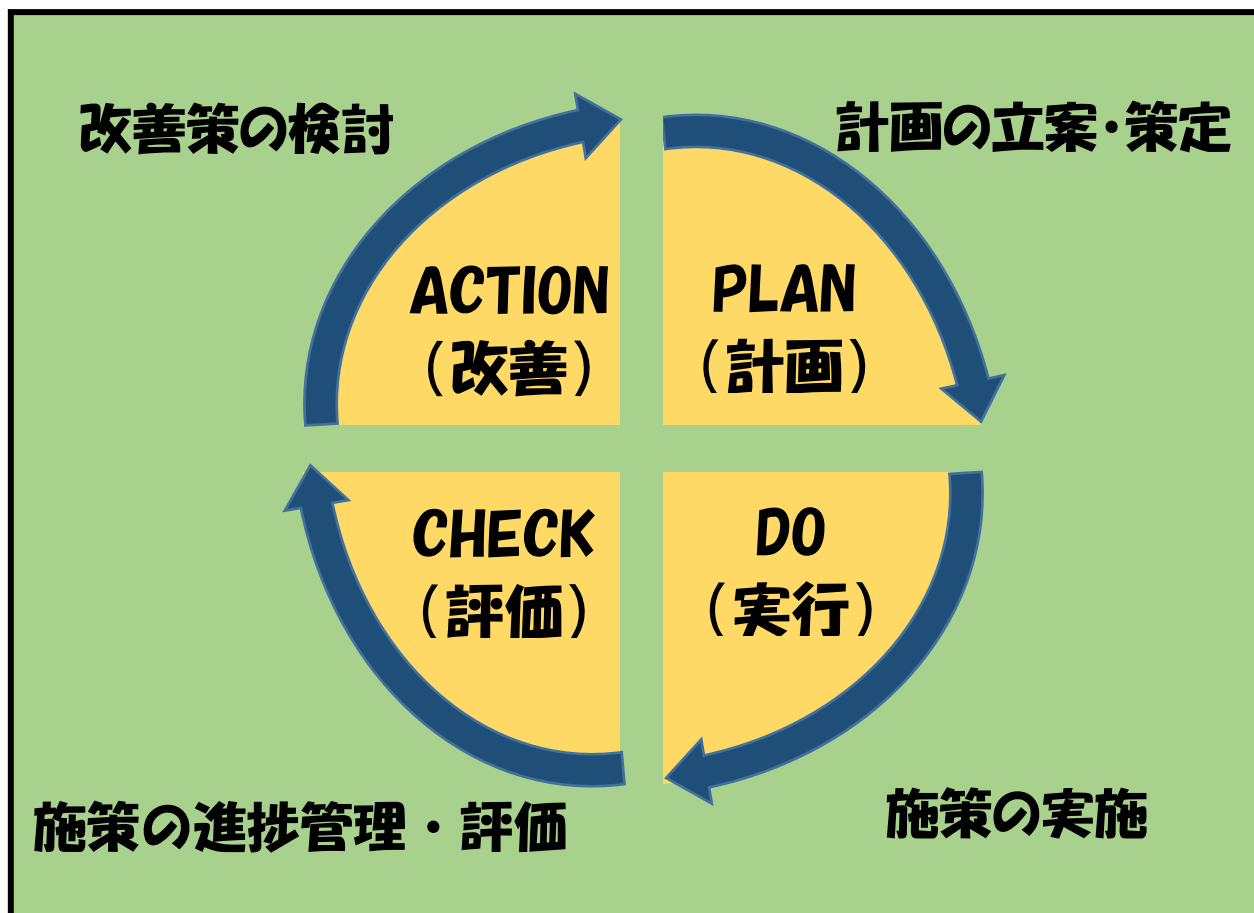 改善策の検討
計画の立案・策定
ACTION
（改善）
PLAN
（計画）
CHECK
（評価）
DO
（実行）
施策の進捗管理・評価
施策の実施